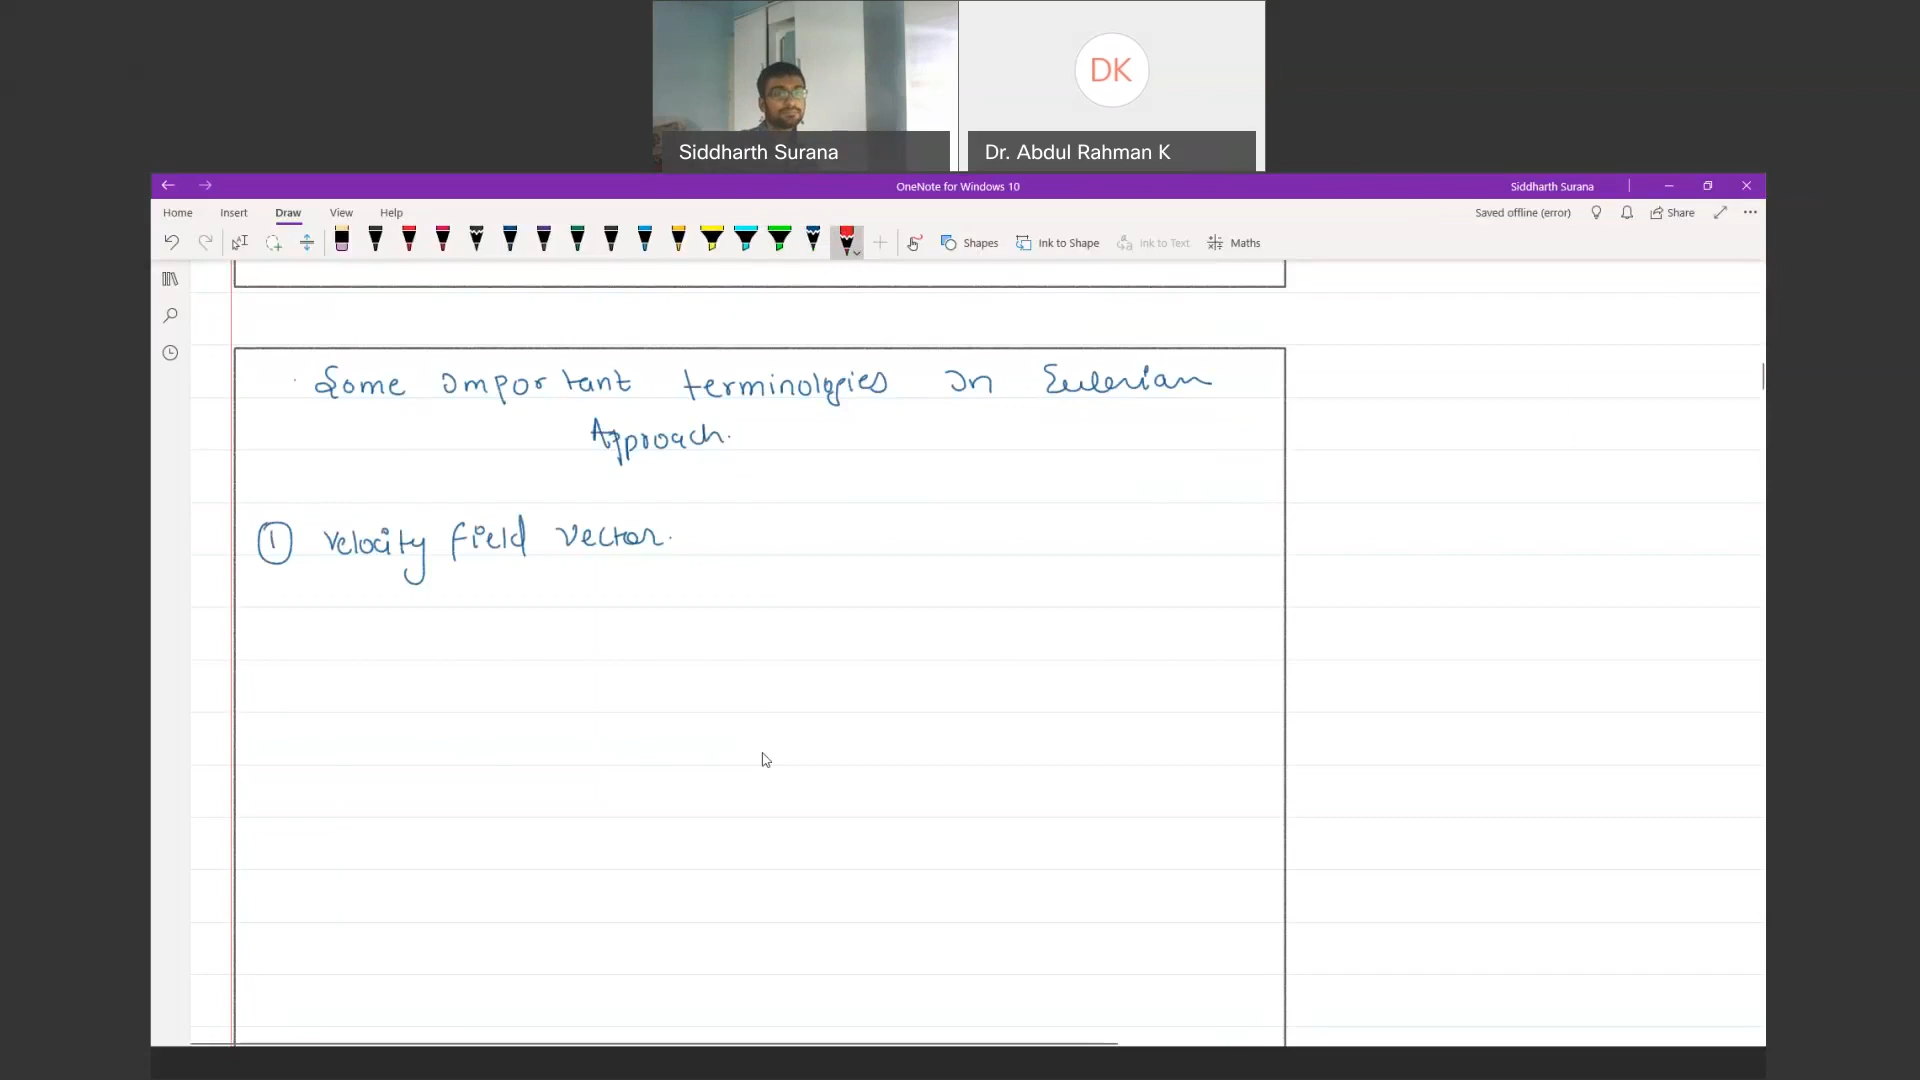 DK
Siddharth Surana
Dr. Abdul Rahman K
OneNote for Windows 10
Siddharth Surana
Home Insert Draw View Help
Saved offline (error)
Share
Shapes
Ink to Shape
Ink to Text
Maths
Some Important terminologies In Eulerian
Approach.
① Velocity field vector.